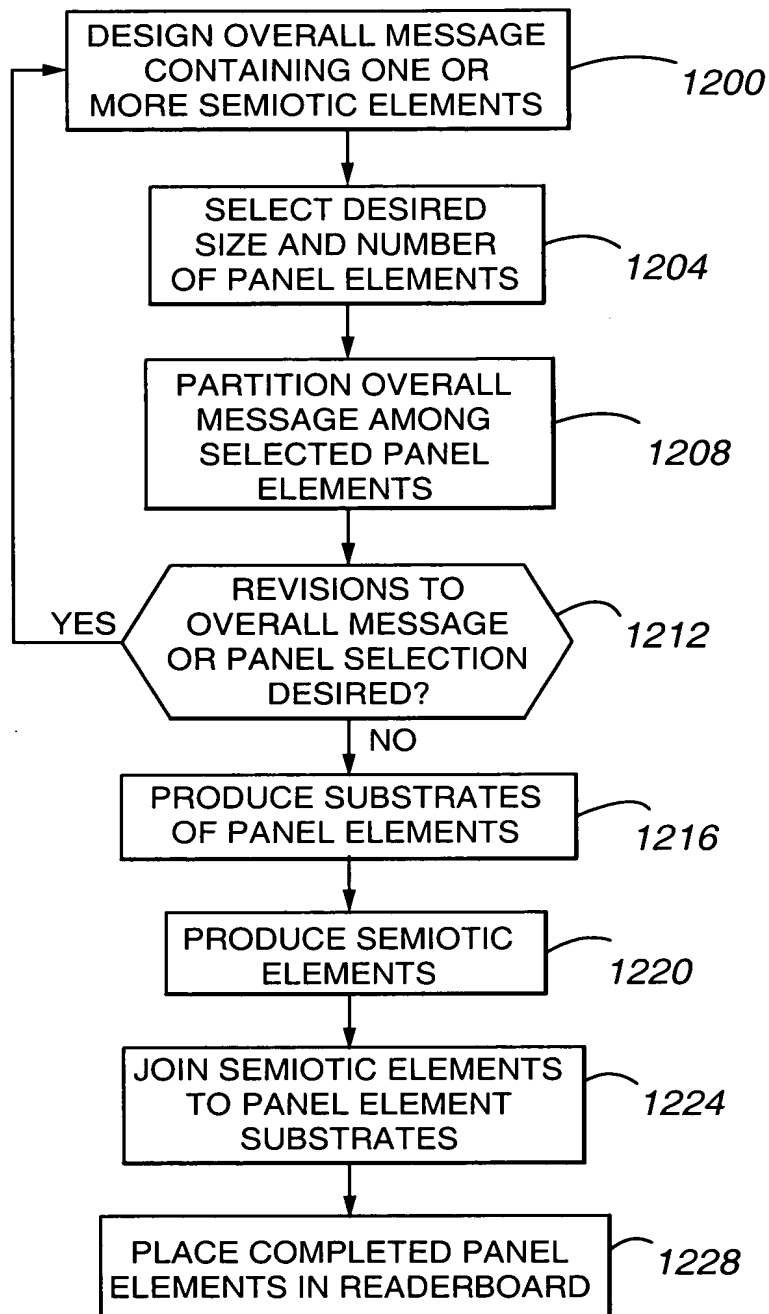 DESIGN OVERALL MESSAGE
CONTAINING ONE OR
MORE SEMIOTIC ELEMENTS
1200
SELECT DESIRED
SIZE AND NUMBER
OF PANEL ELEMENTS
1204
PARTITION OVERALL
MESSAGE AMONG
SELECTED PANEL
ELEMENTS
1208
REVISIONS TO
OVERALL MESSAGE
OR PANEL SELECTION
DESIRED?
1212
YES
NO
PRODUCE SUBSTRATES
OF PANEL ELEMENTS
1216
PRODUCE SEMIOTIC
ELEMENTS
1220
JOIN SEMIOTIC ELEMENTS
TO PANEL ELEMENT
SUBSTRATES
1224
PLACE COMPLETED PANEL
ELEMENTS IN READERBOARD
1228